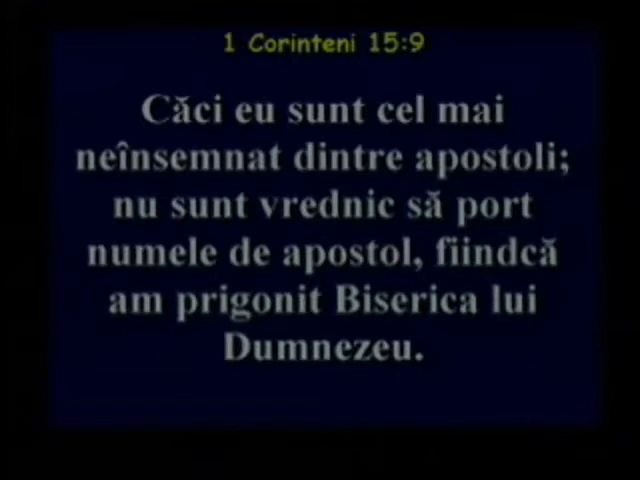 1 Corinteni 15:9
Căci eu sunt cel mai
neînsemnat dintre apostoli;
nu sunt vrednic să port
numele de apostol, fiindcă
am prigonit Biserica lui
Dumnezeu.